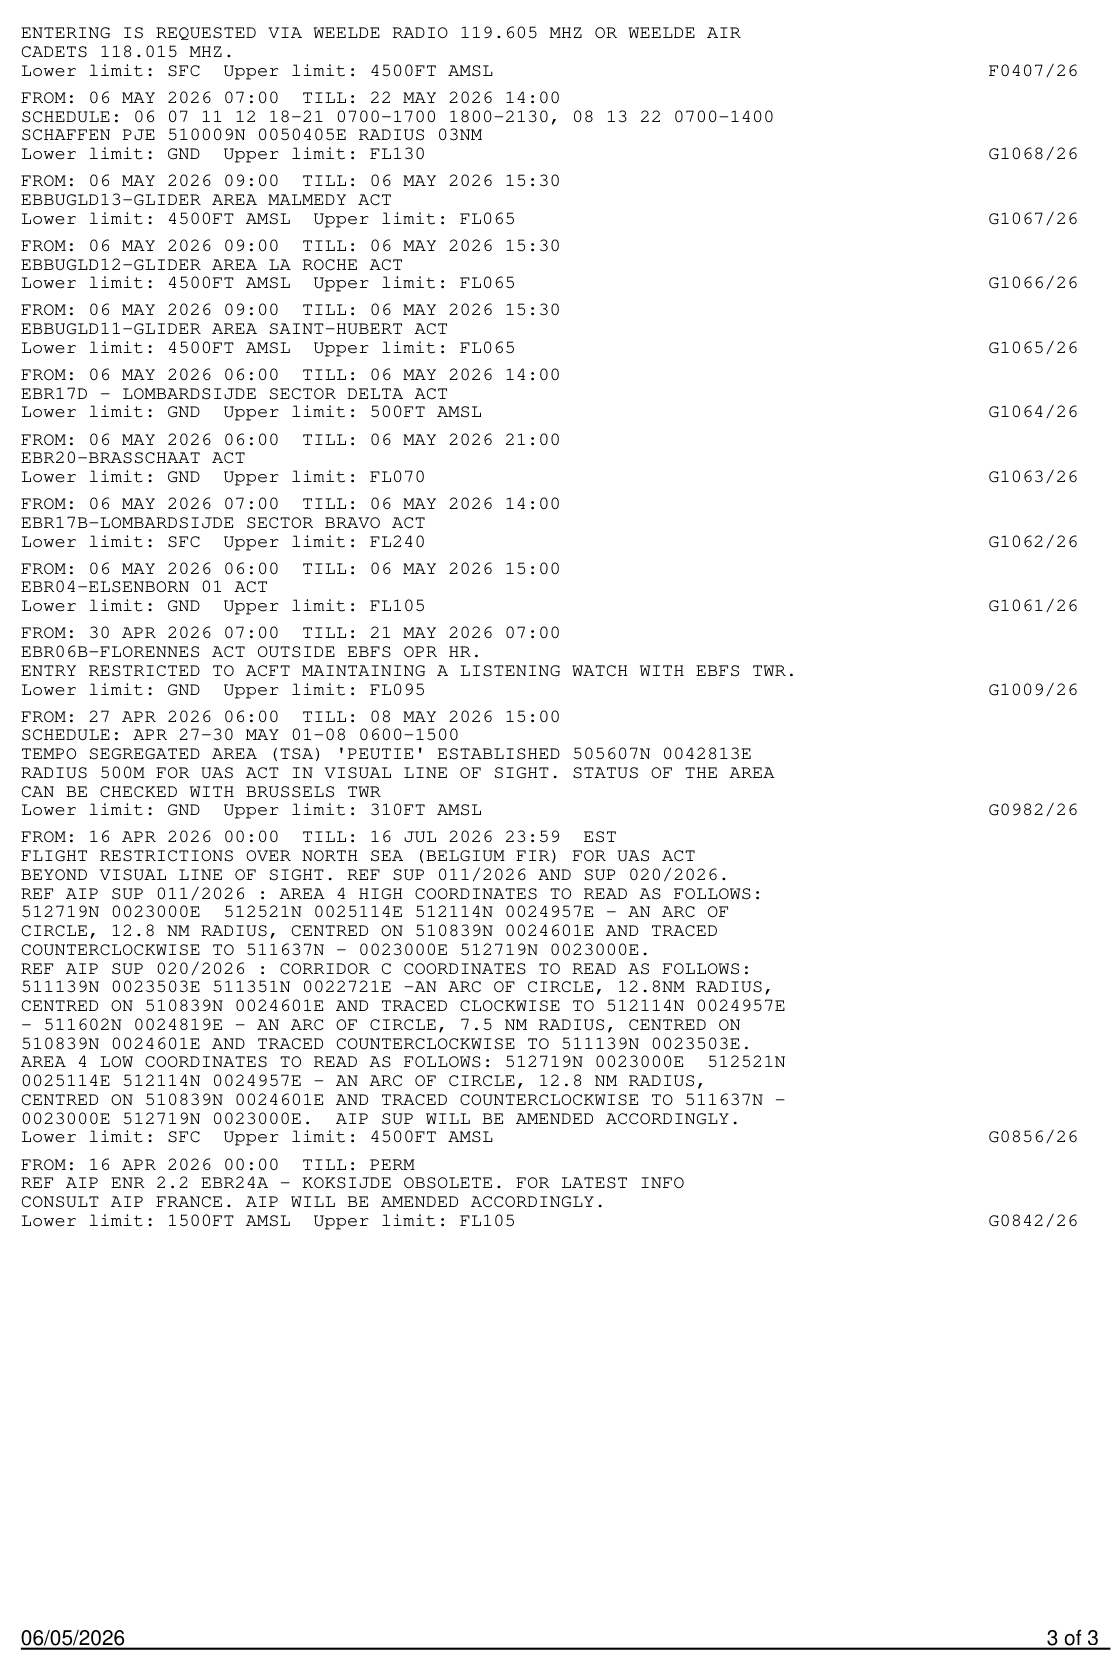 ENTERING IS REQUESTED VIA WEELDE RADIO 119.605 MHZ OR WEELDE AIR
CADETS 118.015 MHZ.
Lower limit: SFC  Upper limit: 4500FT AMSL F0407/26
FROM: 06 MAY 2026 07:00  TILL: 22 MAY 2026 14:00
SCHEDULE: 06 07 11 12 18-21 0700-1700 1800-2130, 08 13 22 0700-1400
SCHAFFEN PJE 510009N 0050405E RADIUS 03NM
Lower limit: GND  Upper limit: FL130 G1068/26
FROM: 06 MAY 2026 09:00  TILL: 06 MAY 2026 15:30
EBBUGLD13-GLIDER AREA MALMEDY ACT
Lower limit: 4500FT AMSL  Upper limit: FL065 G1067/26
FROM: 06 MAY 2026 09:00  TILL: 06 MAY 2026 15:30
EBBUGLD12-GLIDER AREA LA ROCHE ACT
Lower limit: 4500FT AMSL  Upper limit: FL065 G1066/26
FROM: 06 MAY 2026 09:00  TILL: 06 MAY 2026 15:30
EBBUGLD11-GLIDER AREA SAINT-HUBERT ACT
Lower limit: 4500FT AMSL  Upper limit: FL065 G1065/26
FROM: 06 MAY 2026 06:00  TILL: 06 MAY 2026 14:00
EBR17D - LOMBARDSIJDE SECTOR DELTA ACT
Lower limit: GND  Upper limit: 500FT AMSL G1064/26
FROM: 06 MAY 2026 06:00  TILL: 06 MAY 2026 21:00
EBR20-BRASSCHAAT ACT
Lower limit: GND  Upper limit: FL070 G1063/26
FROM: 06 MAY 2026 07:00  TILL: 06 MAY 2026 14:00
EBR17B-LOMBARDSIJDE SECTOR BRAVO ACT
Lower limit: SFC  Upper limit: FL240 G1062/26
FROM: 06 MAY 2026 06:00  TILL: 06 MAY 2026 15:00
EBR04-ELSENBORN 01 ACT
Lower limit: GND  Upper limit: FL105 G1061/26
FROM: 30 APR 2026 07:00  TILL: 21 MAY 2026 07:00
EBR06B-FLORENNES ACT OUTSIDE EBFS OPR HR.
ENTRY RESTRICTED TO ACFT MAINTAINING A LISTENING WATCH WITH EBFS TWR.
Lower limit: GND  Upper limit: FL095 G1009/26
FROM: 27 APR 2026 06:00  TILL: 08 MAY 2026 15:00
SCHEDULE: APR 27-30 MAY 01-08 0600-1500
TEMPO SEGREGATED AREA (TSA) 'PEUTIE' ESTABLISHED 505607N 0042813E
RADIUS 500M FOR UAS ACT IN VISUAL LINE OF SIGHT. STATUS OF THE AREA
CAN BE CHECKED WITH BRUSSELS TWR
Lower limit: GND  Upper limit: 310FT AMSL G0982/26
FROM: 16 APR 2026 00:00  TILL: 16 JUL 2026 23:59  EST
FLIGHT RESTRICTIONS OVER NORTH SEA (BELGIUM FIR) FOR UAS ACT
BEYOND VISUAL LINE OF SIGHT. REF SUP 011/2026 AND SUP 020/2026.
REF AIP SUP 011/2026 : AREA 4 HIGH COORDINATES TO READ AS FOLLOWS:
512719N 0023000E  512521N 0025114E 512114N 0024957E - AN ARC OF
CIRCLE, 12.8 NM RADIUS, CENTRED ON 510839N 0024601E AND TRACED
COUNTERCLOCKWISE TO 511637N - 0023000E 512719N 0023000E.
REF AIP SUP 020/2026 : CORRIDOR C COORDINATES TO READ AS FOLLOWS:
511139N 0023503E 511351N 0022721E -AN ARC OF CIRCLE, 12.8NM RADIUS,
CENTRED ON 510839N 0024601E AND TRACED CLOCKWISE TO 512114N 0024957E
- 511602N 0024819E - AN ARC OF CIRCLE, 7.5 NM RADIUS, CENTRED ON
510839N 0024601E AND TRACED COUNTERCLOCKWISE TO 511139N 0023503E.
AREA 4 LOW COORDINATES TO READ AS FOLLOWS: 512719N 0023000E  512521N
0025114E 512114N 0024957E - AN ARC OF CIRCLE, 12.8 NM RADIUS,
CENTRED ON 510839N 0024601E AND TRACED COUNTERCLOCKWISE TO 511637N -
0023000E 512719N 0023000E.  AIP SUP WILL BE AMENDED ACCORDINGLY.
Lower limit: SFC  Upper limit: 4500FT AMSL G0856/26
FROM: 16 APR 2026 00:00  TILL: PERM
REF AIP ENR 2.2 EBR24A - KOKSIJDE OBSOLETE. FOR LATEST INFO
CONSULT AIP FRANCE. AIP WILL BE AMENDED ACCORDINGLY.
Lower limit: 1500FT AMSL  Upper limit: FL105 G0842/26
06/05/2026 3 of 3